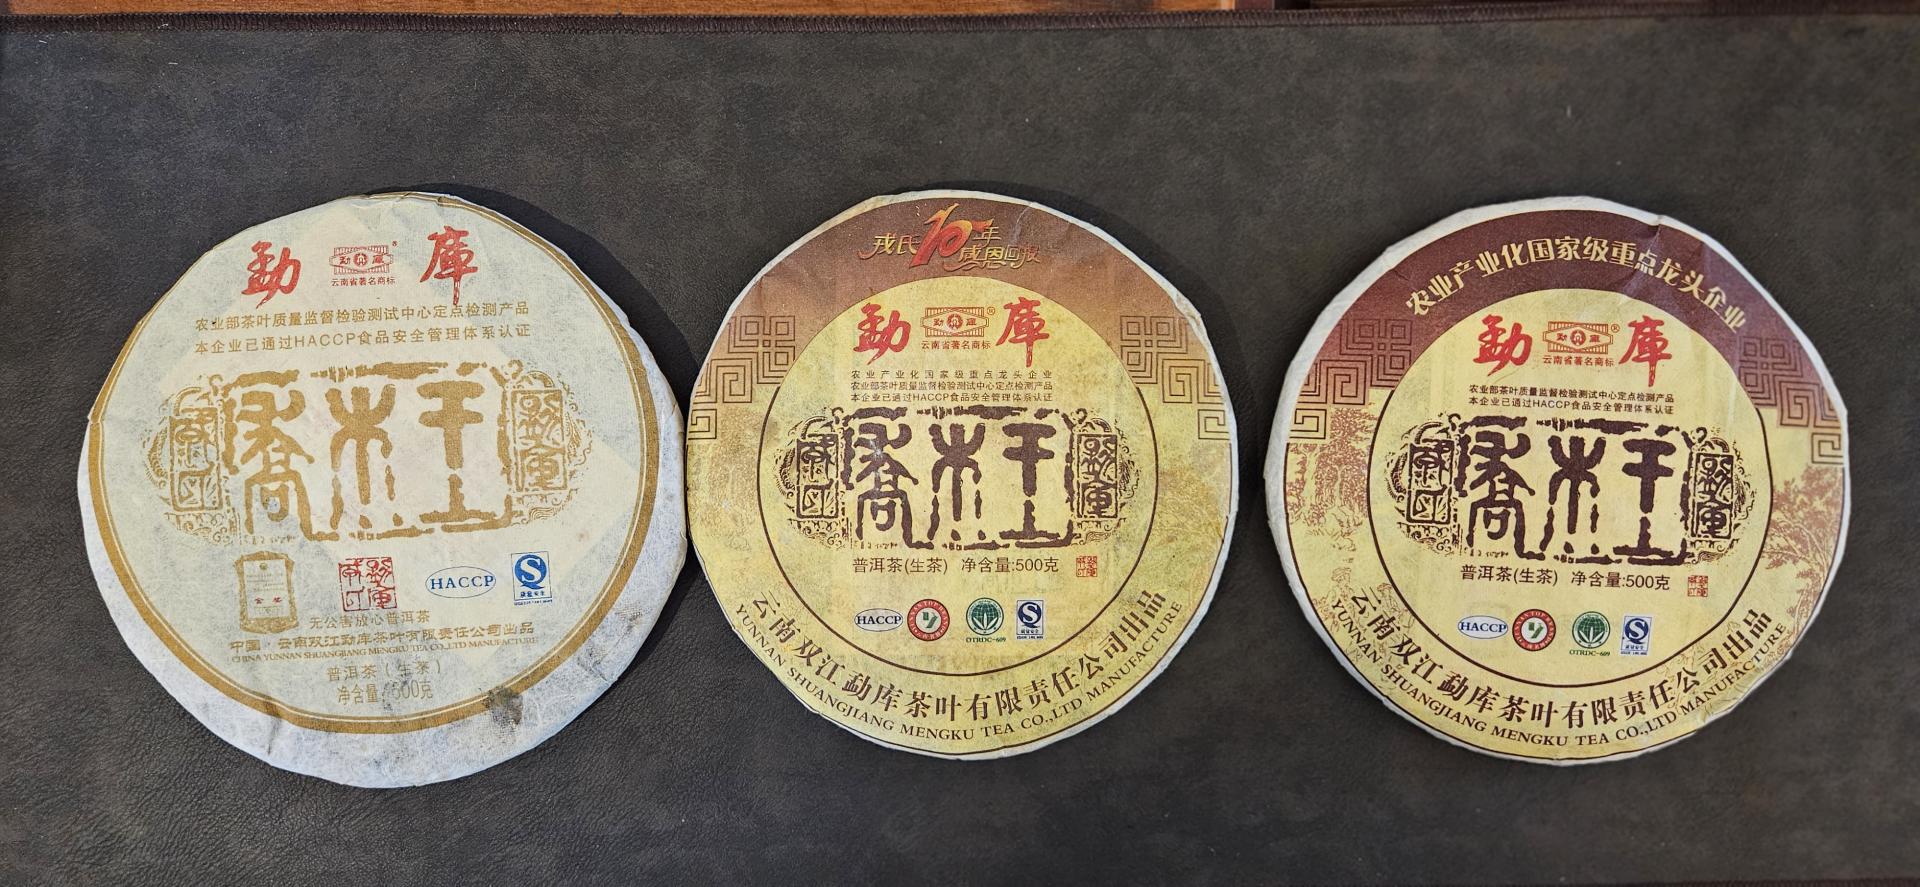 勐 庫
勐 库
云南省著名商标
农业部茶叶质量监督检验测试中心定点检测产品
本企业已通过HACCP食品安全管理体系认证
喬木王
勐庫
戎氏
HACCP
无公害放心普洱茶
中国·云南双江勐库茶叶有限责任公司出品
CHINA YUNNAN SHUANGJIANG MENGKU TEA CO.,LTD MANUFACTURE
普洱茶(生茶)
净含量:500克
戎氏10年
感恩回报
勐 庫
勐 库
云南省著名商标
农业产业化国家级重点龙头企业
农业部茶叶质量监督检验测试中心定点检测产品
本企业已通过HACCP食品安全管理体系认证
喬木王
普洱茶(生茶) 净含量:500克
HACCP
OTRDC-609
云南双江勐库茶叶有限责任公司出品
YUNNAN SHUANGJIANG MENGKU TEA CO.,LTD MANUFACTURE
农业产业化国家级重点龙头企业
勐 庫
勐 库
云南省著名商标
农业部茶叶质量监督检验测试中心定点检测产品
本企业已通过HACCP食品安全管理体系认证
喬木王
普洱茶(生茶) 净含量:500克
HACCP
OTRDC-609
云南双江勐库茶叶有限责任公司出品
YUNNAN SHUANGJIANG MENGKU TEA CO.,LTD MANUFACTURE